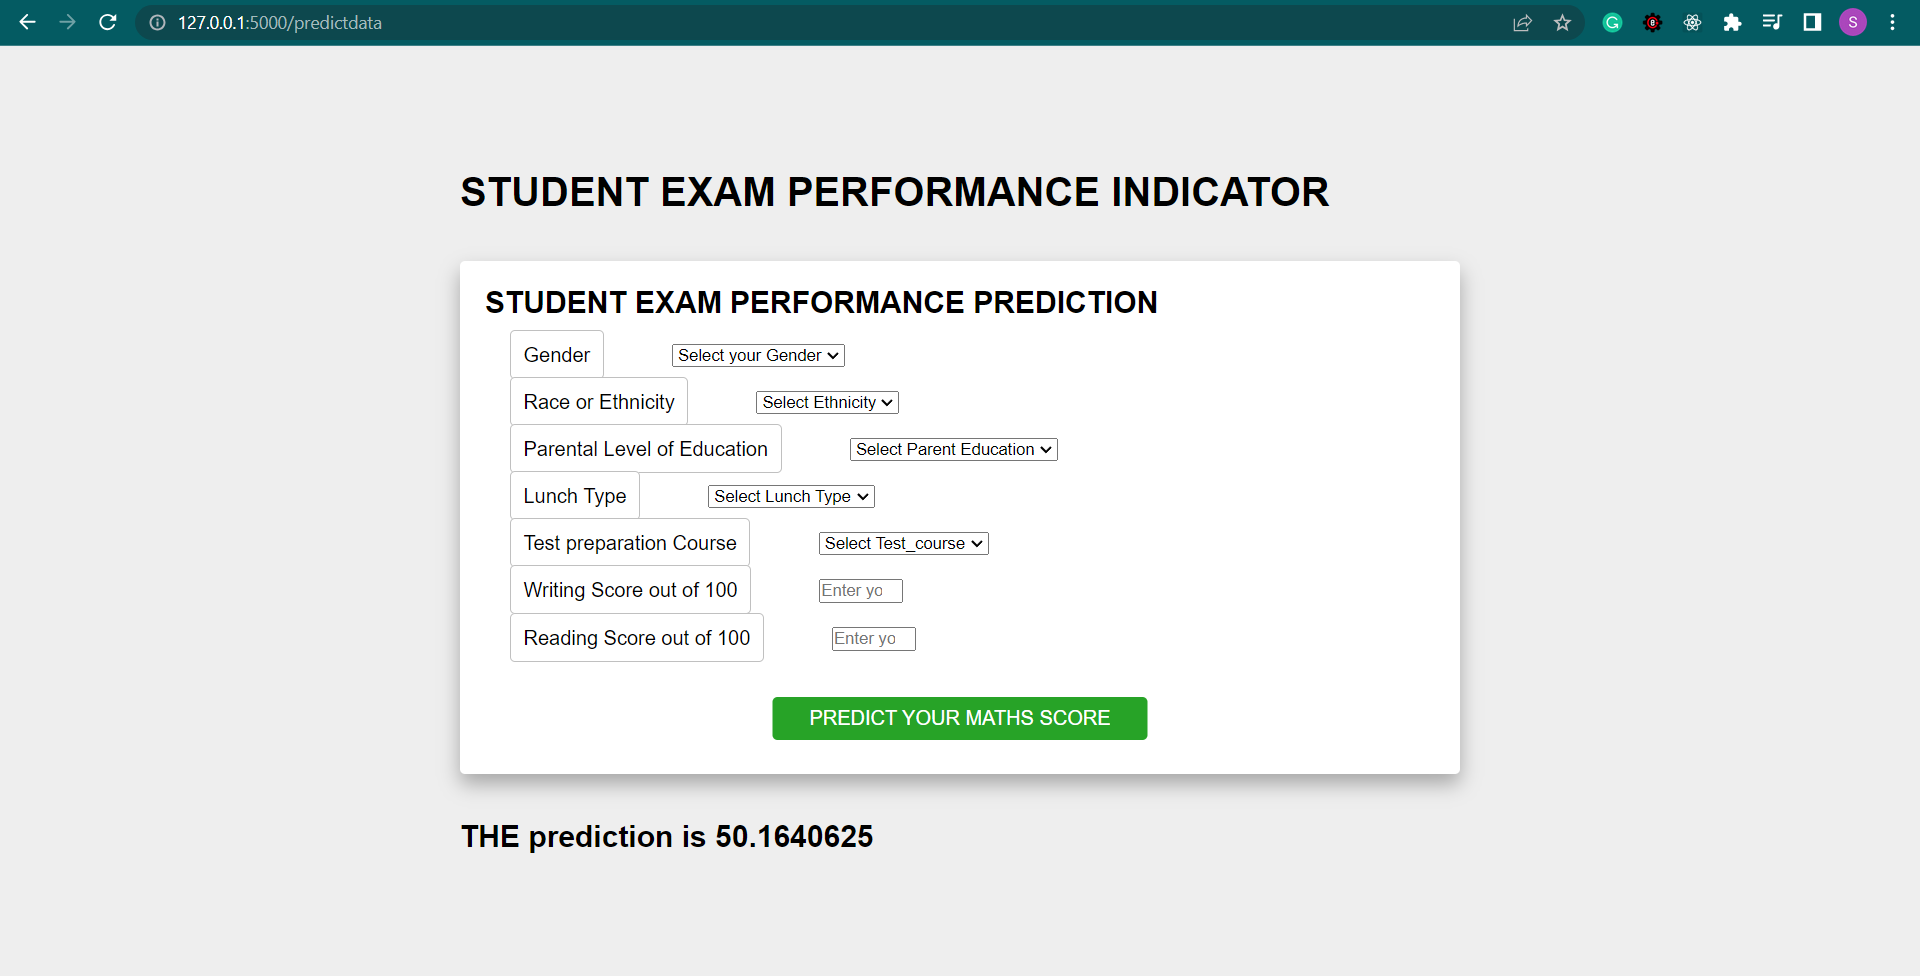 127.0.0.1:5000/predictdata
S
STUDENT EXAM PERFORMANCE INDICATOR
STUDENT EXAM PERFORMANCE PREDICTION
Gender Select your Gender
Race or Ethnicity Select Ethnicity
Parental Level of Education Select Parent Education
Lunch Type Select Lunch Type
Test preparation Course Select Test_course
Writing Score out of 100 Enter yo
Reading Score out of 100 Enter yo
PREDICT YOUR MATHS SCORE
THE prediction is 50.1640625